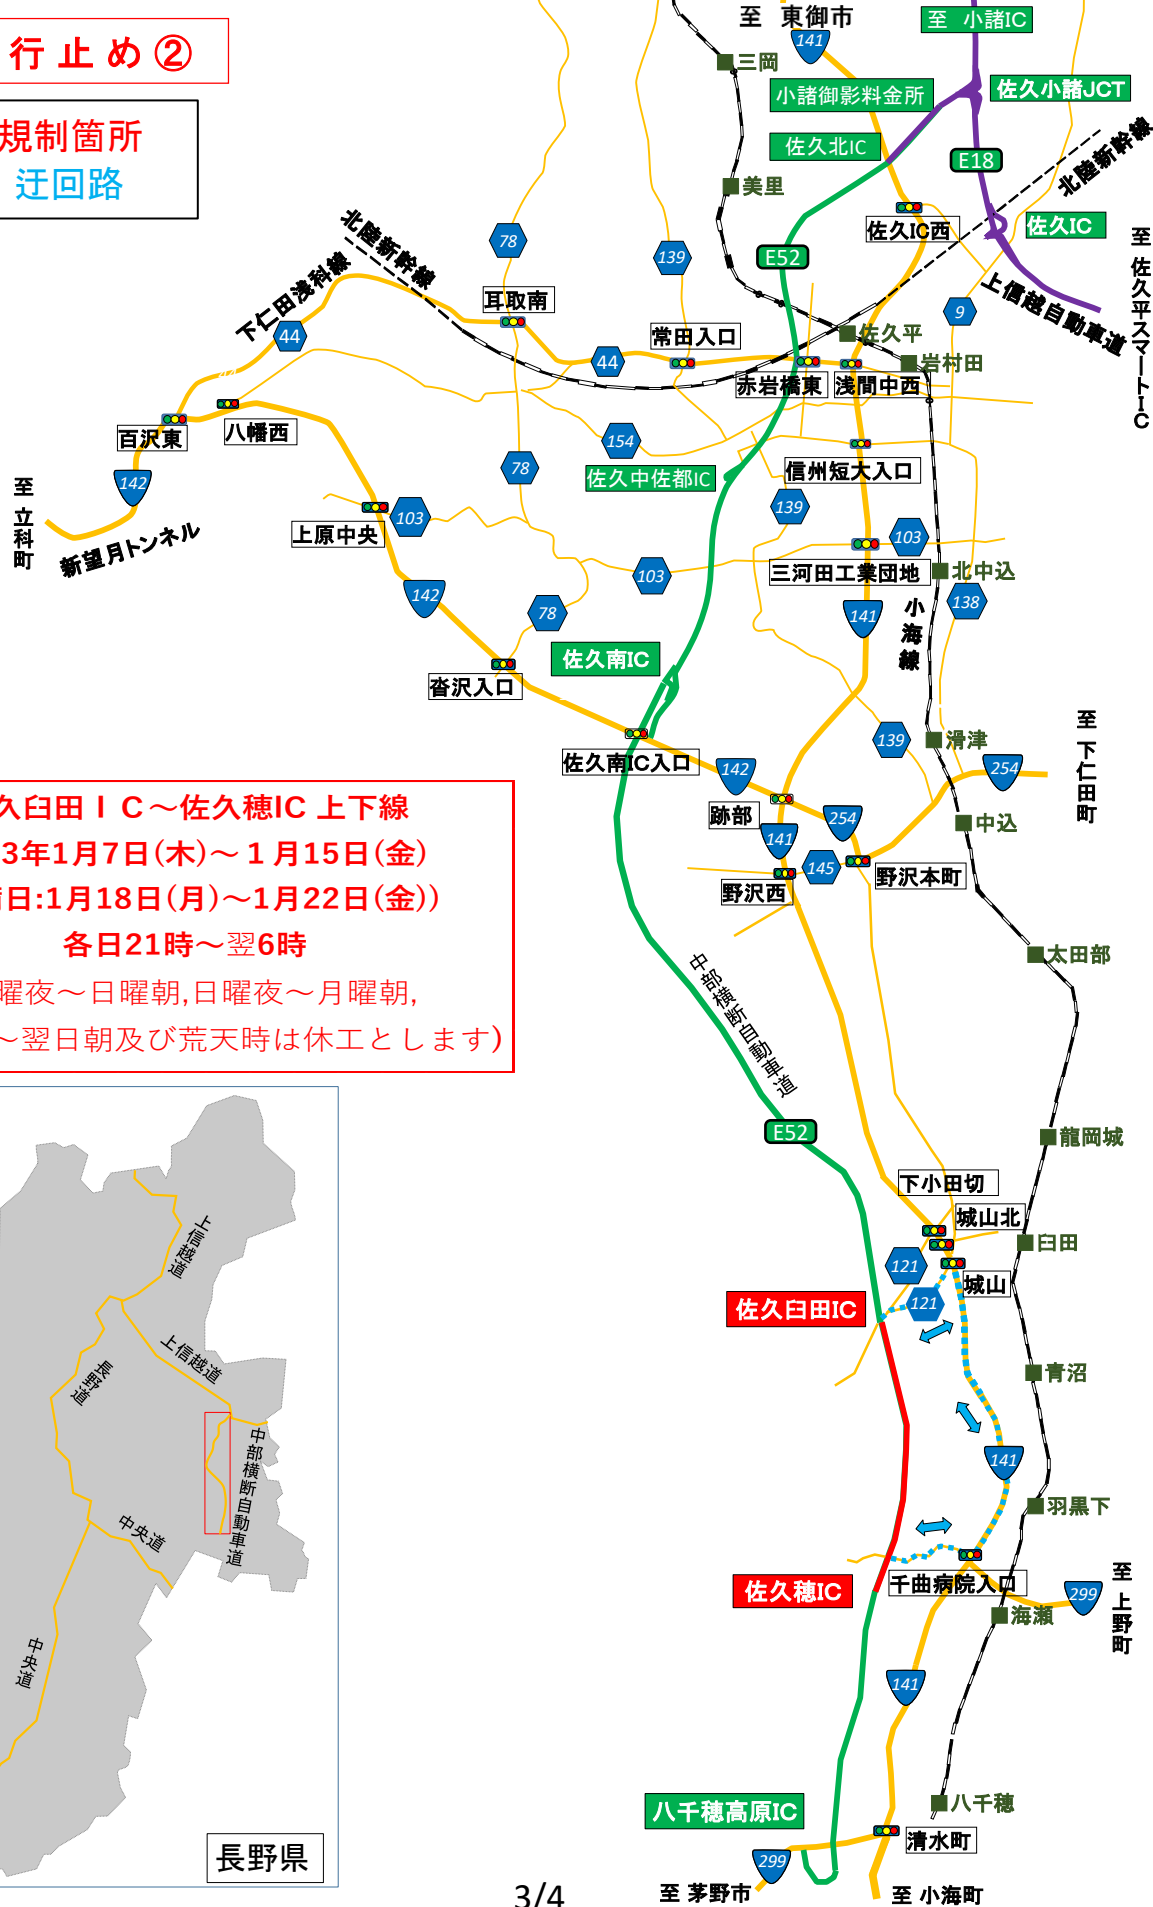 行止め②
規制箇所
迂回路
至 東御市
141
至 小諸IC
三岡
小諸御影料金所
佐久小諸JCT
佐久北IC
E18
北陸新幹線
美里
佐久IC西
佐久IC
至 佐久平スマートIC
78
139
E52
北陸新幹線
下仁田浅科線
耳取南
上信越自動車道
9
44
常田入口
佐久平
44
岩村田
赤岩橋東
浅間中西
44
百沢東
八幡西
154
信州短大入口
78
佐久中佐都IC
142
至 立科町
新望月トンネル
139
103
上原中央
103
三河田工業団地
北中込
103
142
78
141
小海線
138
佐久南IC
沓沢入口
佐久南IC入口
139
滑津
至 下仁田町
142
254
跡部
254
中込
141
145
野沢本町
野沢西
久臼田ＩＣ～佐久穂IC 上下線
3年1月7日(木)～１月15日(金)
日:1月18日(月)～1月22日(金))
各日21時～翌6時
曜夜～日曜朝,日曜夜～月曜朝,
～翌日朝及び荒天時は休工とします)
太田部
中部横断自動車道
E52
龍岡城
下小田切
城山北
臼田
121
城山
121
佐久臼田IC
青沼
141
羽黒下
千曲病院入口
佐久穂IC
299
至 上野町
海瀬
141
八千穂
八千穂高原IC
清水町
299
至 茅野市
至 小海町
上信越道
上信越道
長野道
中部横断自動車道
中央道
中央道
長野県
3/4